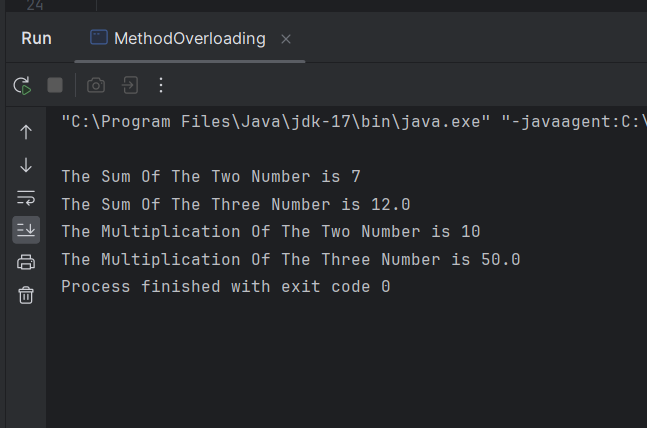 24
Run MethodOverloading
"C:\Program Files\Java\jdk-17\bin\java.exe" "-javaagent:C:\
The Sum Of The Two Number is 7
The Sum Of The Three Number is 12.0
The Multiplication Of The Two Number is 10
The Multiplication Of The Three Number is 50.0
Process finished with exit code 0